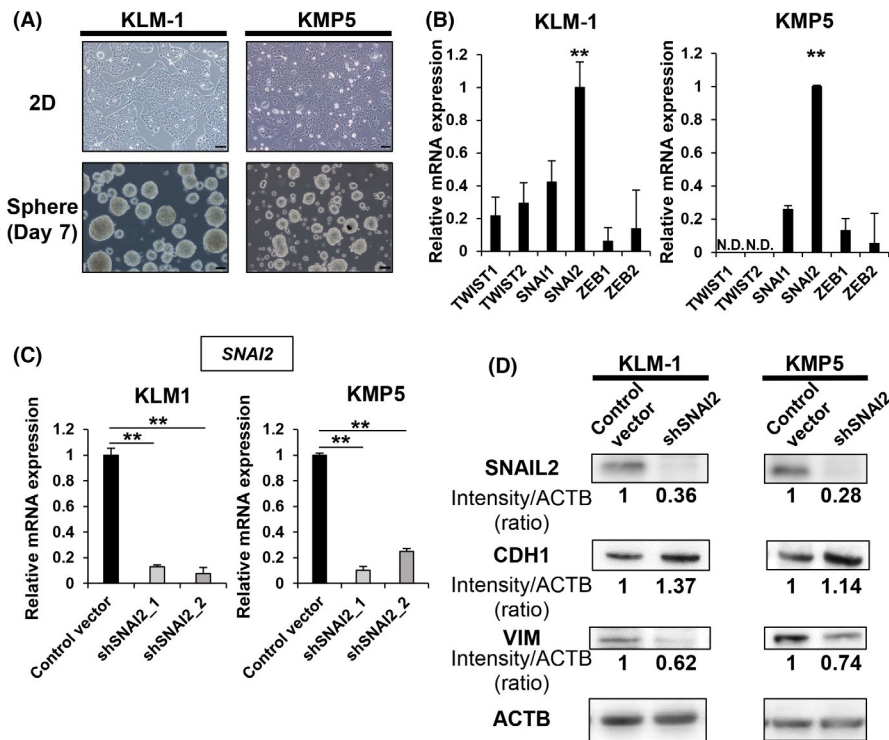 (A)
KLM-1 KMP5
2D
Sphere
(Day 7)
(B)
KLM-1
Relative mRNA expression
1.2
1
0.8
0.6
0.4
0.2
0
**
TWIST1
TWIST2
SNAI1
SNAI2
ZEB1
ZEB2
KMP5
Relative mRNA expression
1.2
1
0.8
0.6
0.4
0.2
0
**
N.D. N.D.
TWIST1
TWIST2
SNAI1
SNAI2
ZEB1
ZEB2
(C)
SNAI2
KLM1
Relative mRNA expression
1.2
1
0.8
0.6
0.4
0.2
0
**
**
Control vector
shSNAI2_1
shSNAI2_2
KMP5
Relative mRNA expression
1.2
1
0.8
0.6
0.4
0.2
0
**
**
Control vector
shSNAI2_1
shSNAI2_2
(D)
KLM-1 KMP5
Control
vector
shSNAI2
Control
vector
shSNAI2
SNAIL2
Intensity/ACTB 1 0.36 1 0.28
(ratio)
CDH1
Intensity/ACTB 1 1.37 1 1.14
(ratio)
VIM
Intensity/ACTB 1 0.62 1 0.74
(ratio)
ACTB